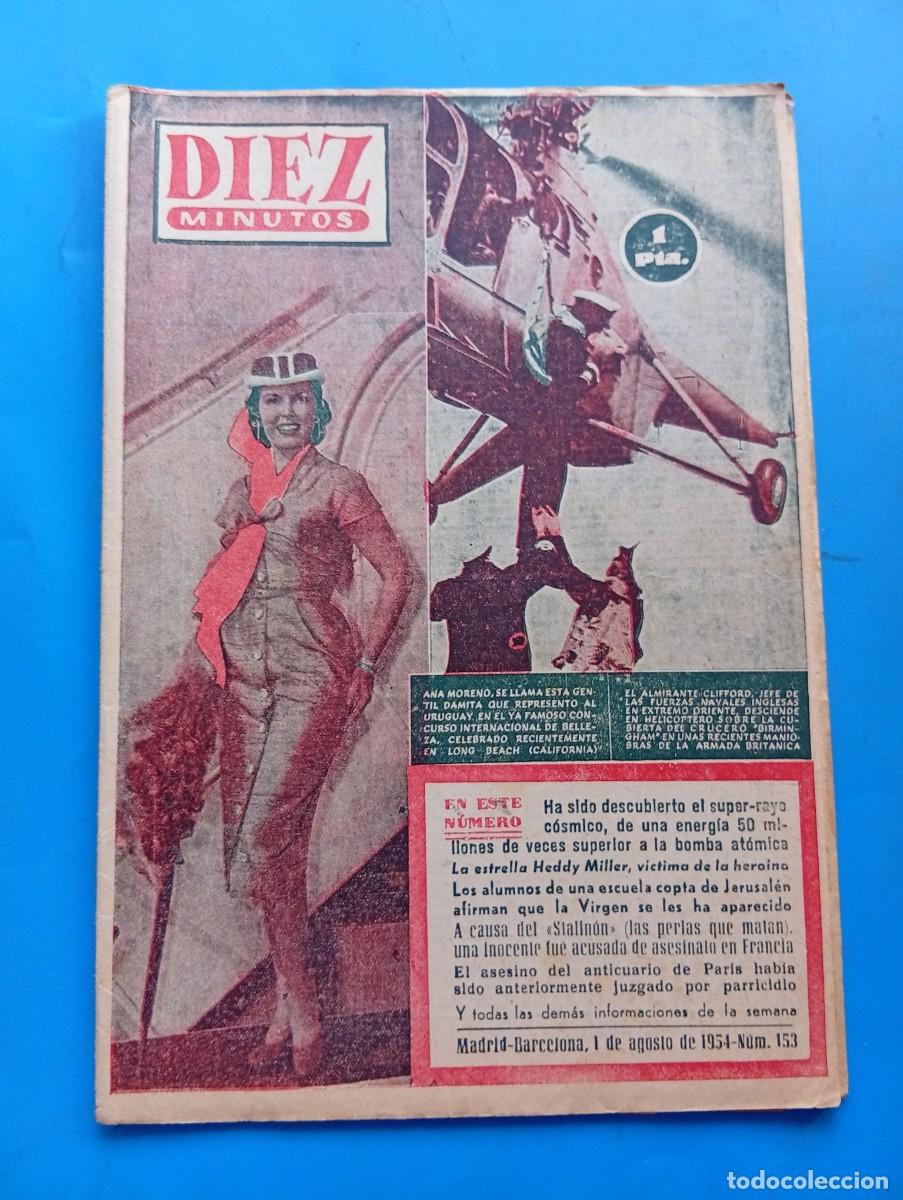 DIEZ
MINUTOS
1
pta.
ANA MORENO, SE LLAMA ESTA GEN-
TIL DAMITA QUE REPRESENTO AL
URUGUAY, EN EL YA FAMOSO CON-
CURSO INTERNACIONAL DE BELLE-
ZA, CELEBRADO RECIENTEMENTE
EN LONG BEACH (CALIFORNIA)"
EL ALMIRANTE CLIFFORD, JEFE DE
LAS FUERZAS NAVALES INGLESAS
EN EXTREMO ORIENTE, DESCIENDE
EN HELICOPTERO SOBRE LA CU-
BIERTA DEL CRUCERO "BIRMIN-
GHAM" EN UNAS RECIENTES MANIO-
BRAS DE LA ARMADA BRITANICA
EN ESTE
NÚMERO
Ha sido descubierto el super-rayo
cósmico, de una energía 50 mi-
llones de veces superior a la bomba atómica
La estrella Heddy Miller, victima de la heroina
Los alumnos de una escuela copta de Jerusalén
afirman que la Virgen se les ha aparecido
A causa del «Stalinón» (las perlas que matan),
una inocente fué acusada de asesinato en Francia
El asesino del anticuario de París había
sido anteriormente juzgado por parricidio
Y todas las demás informaciones de la semana
Madrid-Barcelona, 1 de agosto de 1954-Núm. 153
todocoleccion